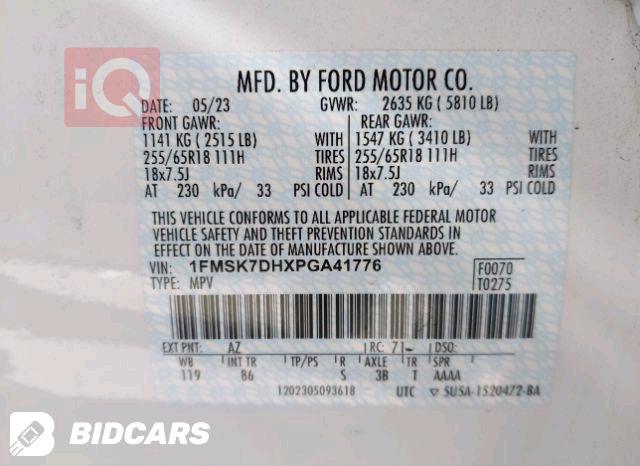 iQ
MFD. BY FORD MOTOR CO.
DATE: 05/23 GVWR: 2635 KG ( 5810 LB)
FRONT GAWR: REAR GAWR:
1141 KG ( 2515 LB) WITH 1547 KG ( 3410 LB) WITH
255/65R18 111H TIRES 255/65R18 111H TIRES
18x7.5J RIMS 18x7.5J RIMS
AT 230 kPa/ 33 PSI COLD AT 230 kPa/ 33 PSI COLD
THIS VEHICLE CONFORMS TO ALL APPLICABLE FEDERAL MOTOR
VEHICLE SAFETY AND THEFT PREVENTION STANDARDS IN
EFFECT ON THE DATE OF MANUFACTURE SHOWN ABOVE.
VIN: 1FMSK7DHXPGA41776 F0070
TYPE: MPV T0275
EXT PNT: AZ RC: 71 DSO:
WB INT TR TP/PS R AXLE TR SPR
119 B6 S 3B T AAAA
1202305093618 UTC SU5A-1520472-BA
BIDCARS